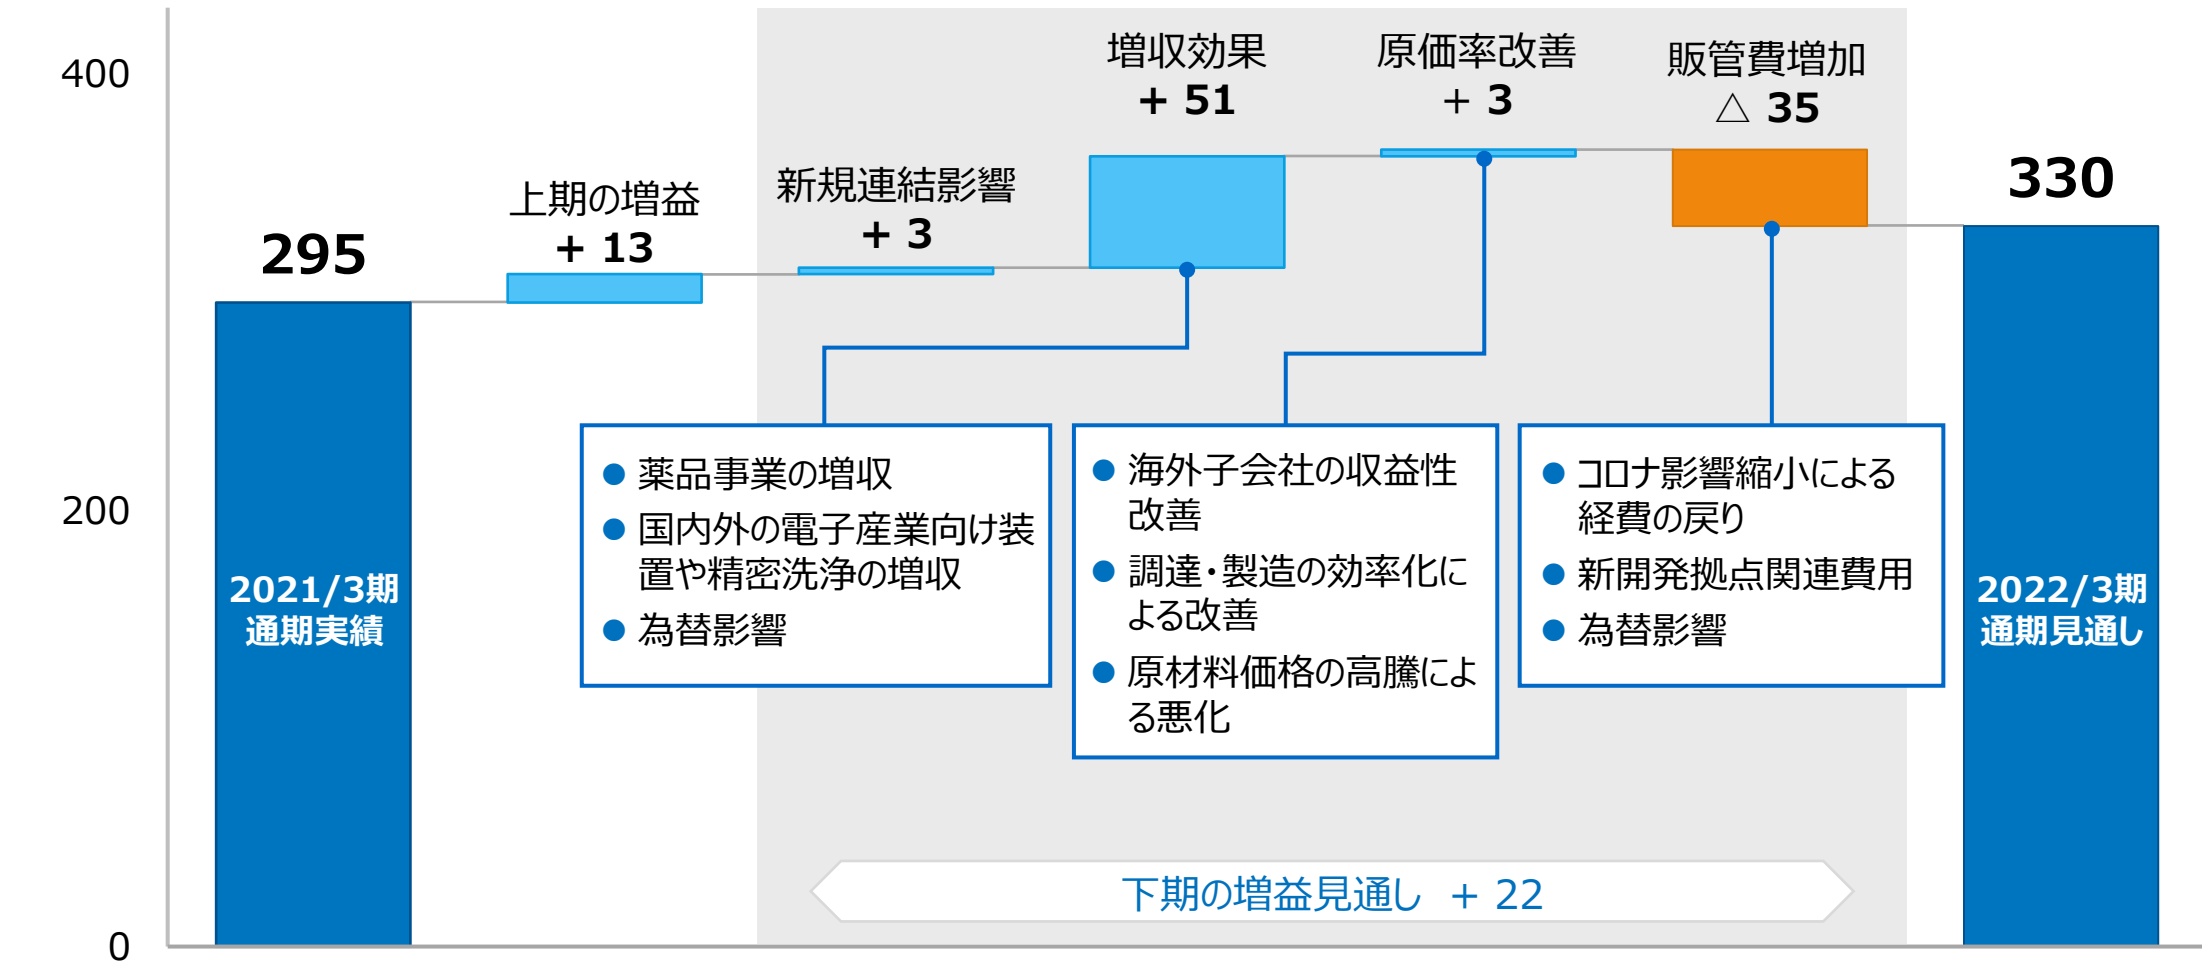 400
200
0
295
2021/3期
通期実績
上期の増益
+ 13
新規連結影響
+ 3
増収効果
+ 51
原価率改善
+ 3
販管費増加
△ 35
330
2022/3期
通期見通し
● 薬品事業の増収
● 国内外の電子産業向け装
置や精密洗浄の増収
● 為替影響
● 海外子会社の収益性
改善
● 調達・製造の効率化に
よる改善
● 原材料価格の高騰によ
る悪化
● コロナ影響縮小による
経費の戻り
● 新開発拠点関連費用
● 為替影響
下期の増益見通し + 22